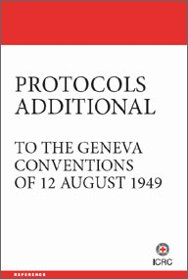 PROTOCOLS
ADDITIONAL
TO THE GENEVA
CONVENTIONS
OF 12 AUGUST 1949
ICRC
REFERENCE